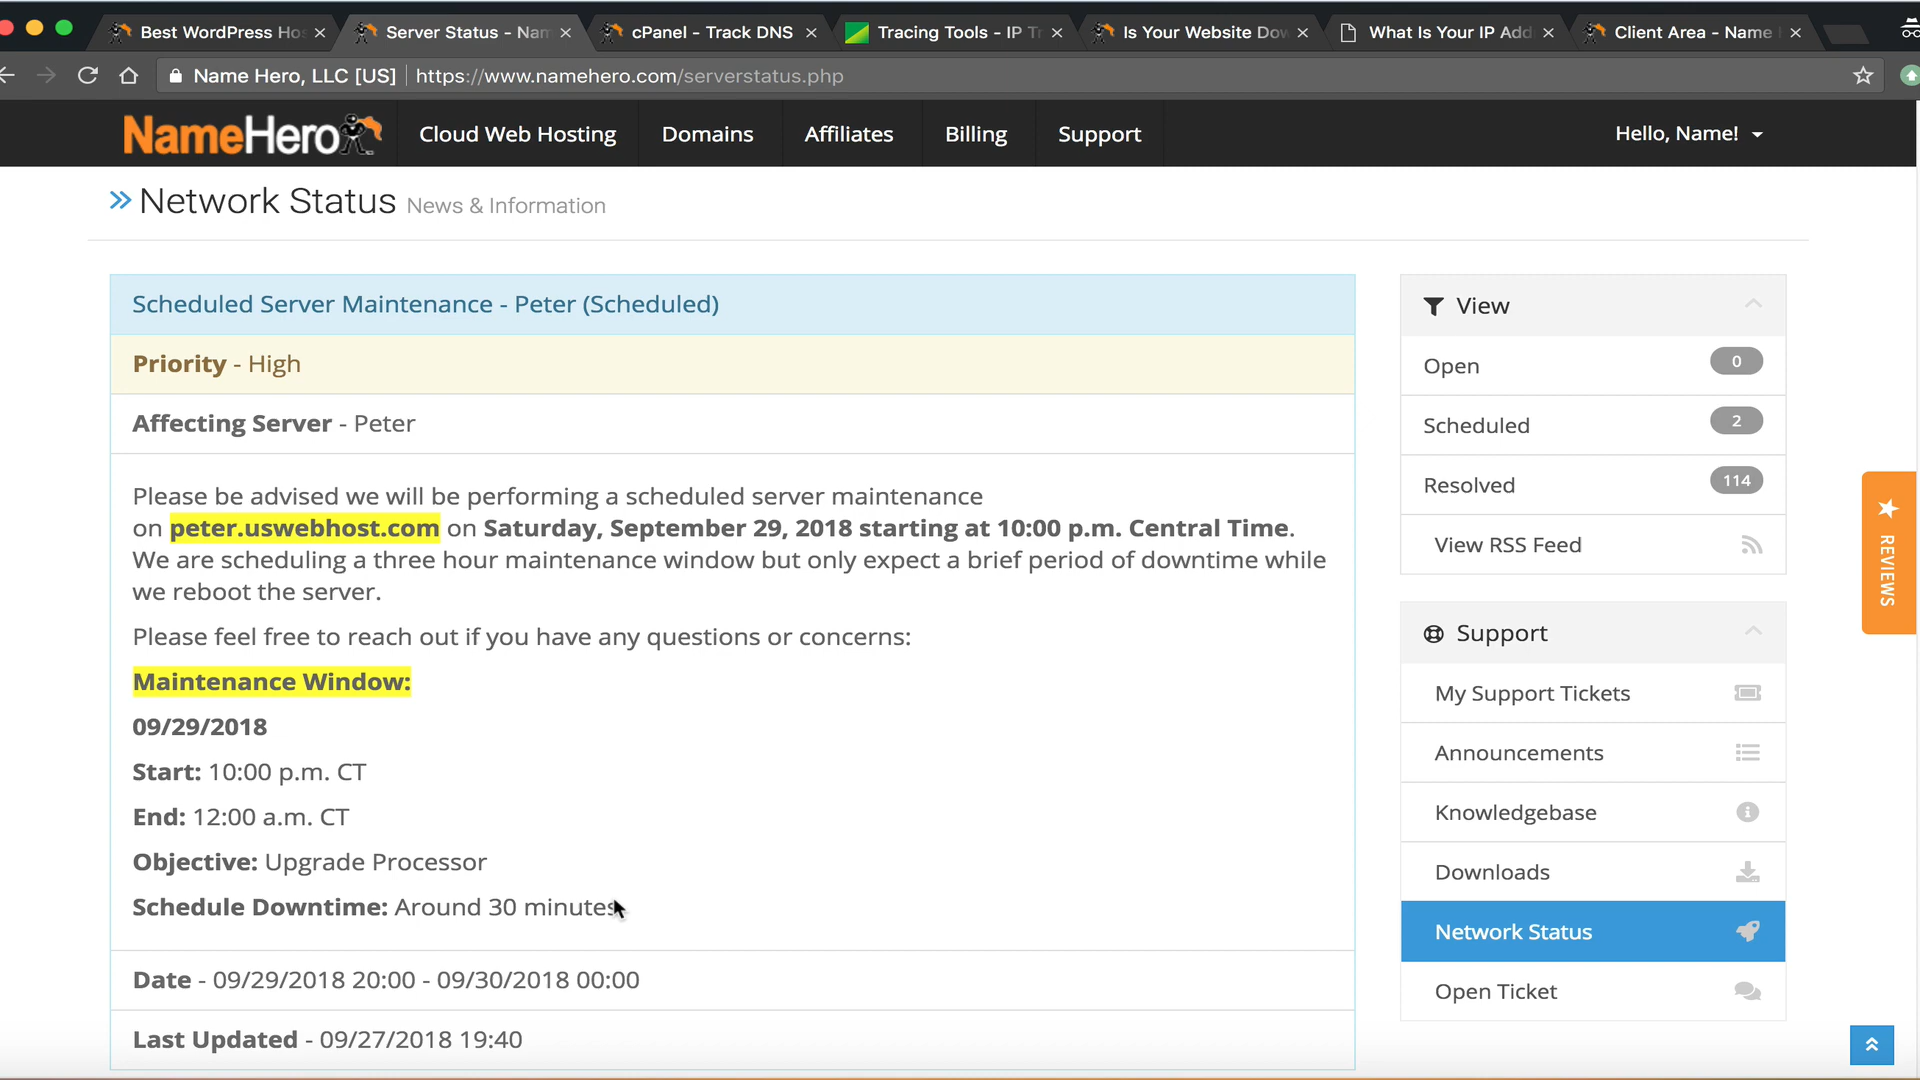 Best WordPress Hos
Server Status - Nam
cPanel - Track DNS
Tracing Tools - IP Tr
Is Your Website Dow
What Is Your IP Add
Client Area - Name
Name Hero, LLC [US]
https://www.namehero.com/serverstatus.php
NameHero
Cloud Web Hosting
Domains
Affiliates
Billing
Support
Hello, Name!
Network Status News & Information
Scheduled Server Maintenance - Peter (Scheduled)
Priority - High
Affecting Server - Peter
Please be advised we will be performing a scheduled server maintenance
on peter.uswebhost.com on Saturday, September 29, 2018 starting at 10:00 p.m. Central Time.
We are scheduling a three hour maintenance window but only expect a brief period of downtime while
we reboot the server.
Please feel free to reach out if you have any questions or concerns:
Maintenance Window:
09/29/2018
Start: 10:00 p.m. CT
End: 12:00 a.m. CT
Objective: Upgrade Processor
Schedule Downtime: Around 30 minutes
Date - 09/29/2018 20:00 - 09/30/2018 00:00
Last Updated - 09/27/2018 19:40
View
Open 0
Scheduled 2
Resolved 114
View RSS Feed
Support
My Support Tickets
Announcements
Knowledgebase
Downloads
Network Status
Open Ticket
REVIEWS